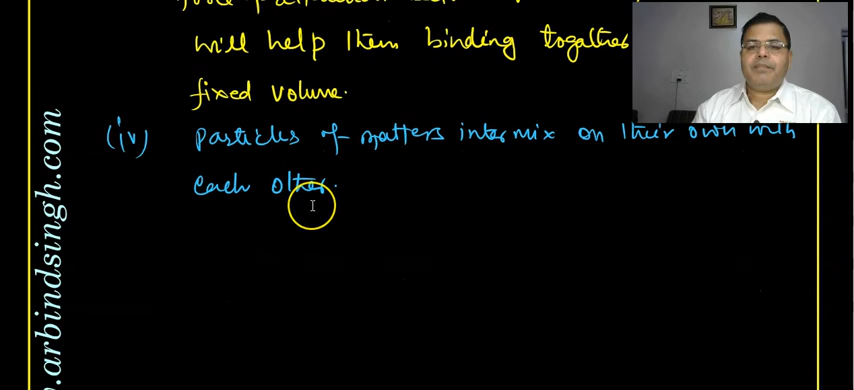 will help them binding togather
fixed volume.
(iv) Particles of matters intermix on their own with
each other.
.arbindsingh.com